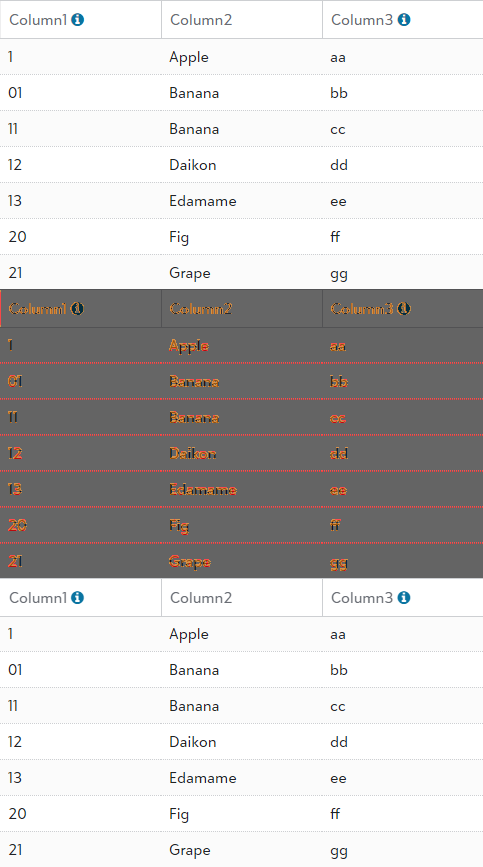 Column1 Column2 Column3
1 Apple aa
01 Banana bb
11 Banana cc
12 Daikon dd
13 Edamame ee
20 Fig ff
21 Grape gg
Column1 Column2 Column3
1 Apple aa
01 Banana bb
11 Banana cc
12 Daikon dd
13 Edamame ee
20 Fig ff
21 Grape gg
Column1 Column2 Column3
1 Apple aa
01 Banana bb
11 Banana cc
12 Daikon dd
13 Edamame ee
20 Fig ff
21 Grape gg